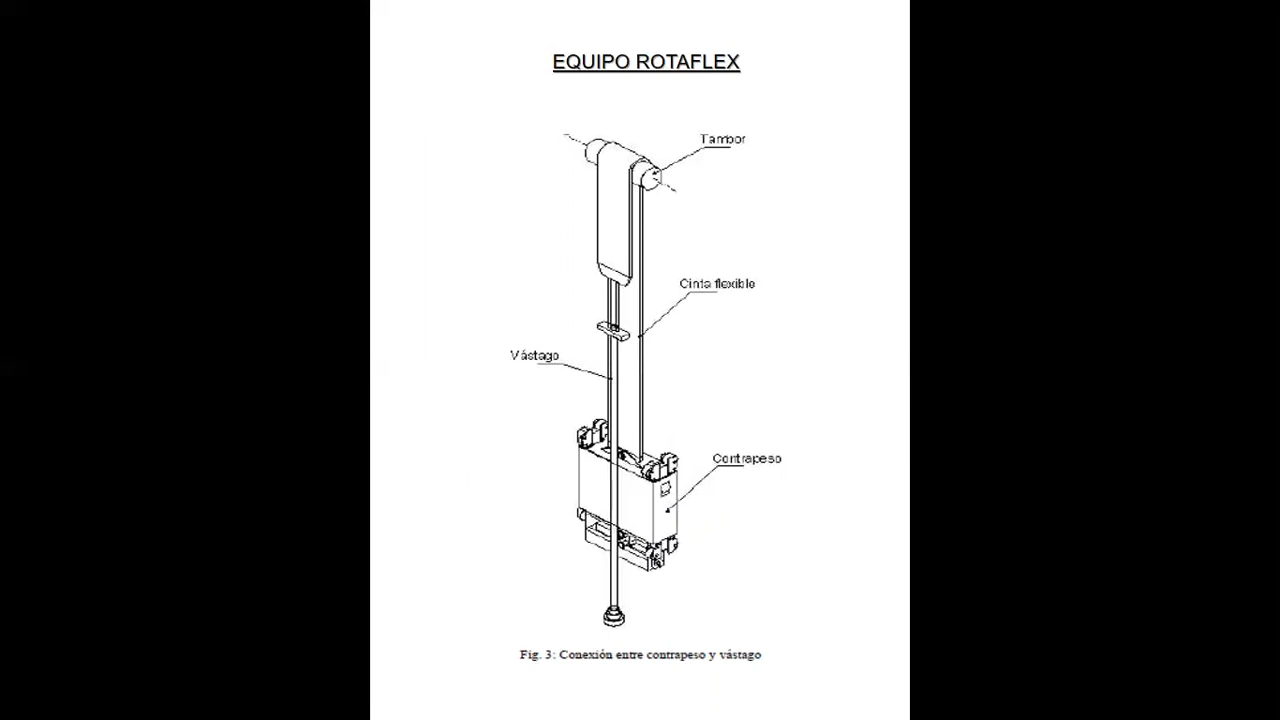 EQUIPO ROTAFLEX
Tambor
Cinta flexible
Vástago
Contrapeso
Fig. 3: Conexión entre contrapeso y vástago